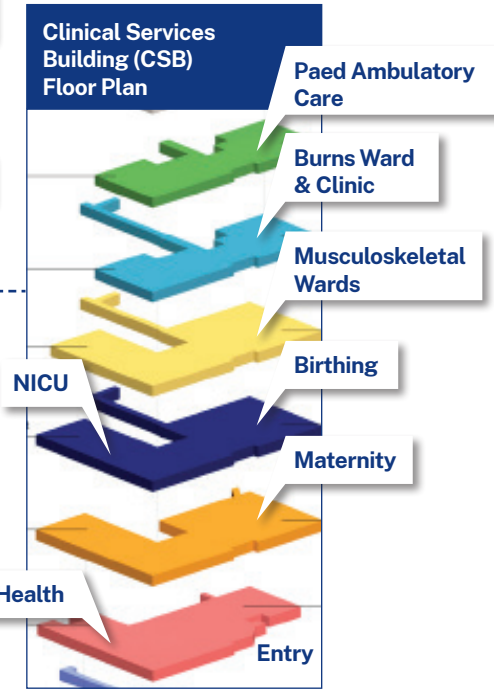 Clinical Services
Building (CSB)
Floor Plan
Paed Ambulatory
Care
Burns Ward
& Clinic
Musculoskeletal
Wards
Birthing
NICU
Maternity
Health
Entry